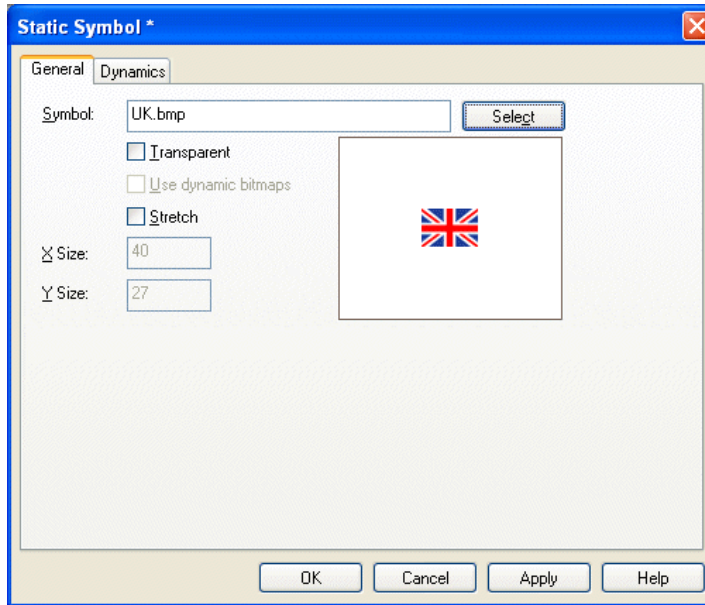 Static Symbol *
General Dynamics
Symbol: UK.bmp Select
Transparent
Use dynamic bitmaps
Stretch
X Size: 40
Y Size: 27
OK Cancel Apply Help